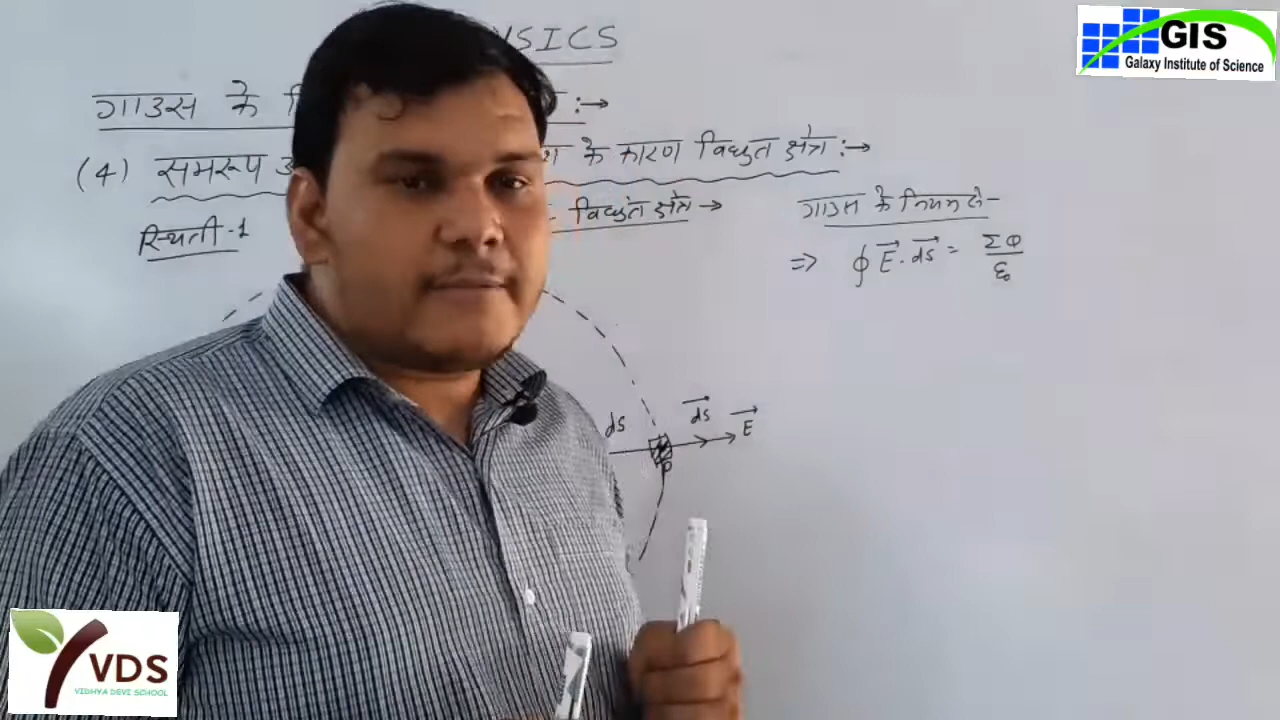 YSICS
GIS
Galaxy Institute of Science
गाउस के :→
(4) समरूप के कारण विद्युत क्षेत्र :→
स्थिती-1 विद्युत क्षेत्र →
गाउस के नियम से-
⇒ ∮ E⃗ . ds⃗ = ΣQ/ε₀
ds ds⃗ E⃗
P
VDS
VIDHYA DEVI SCHOOL